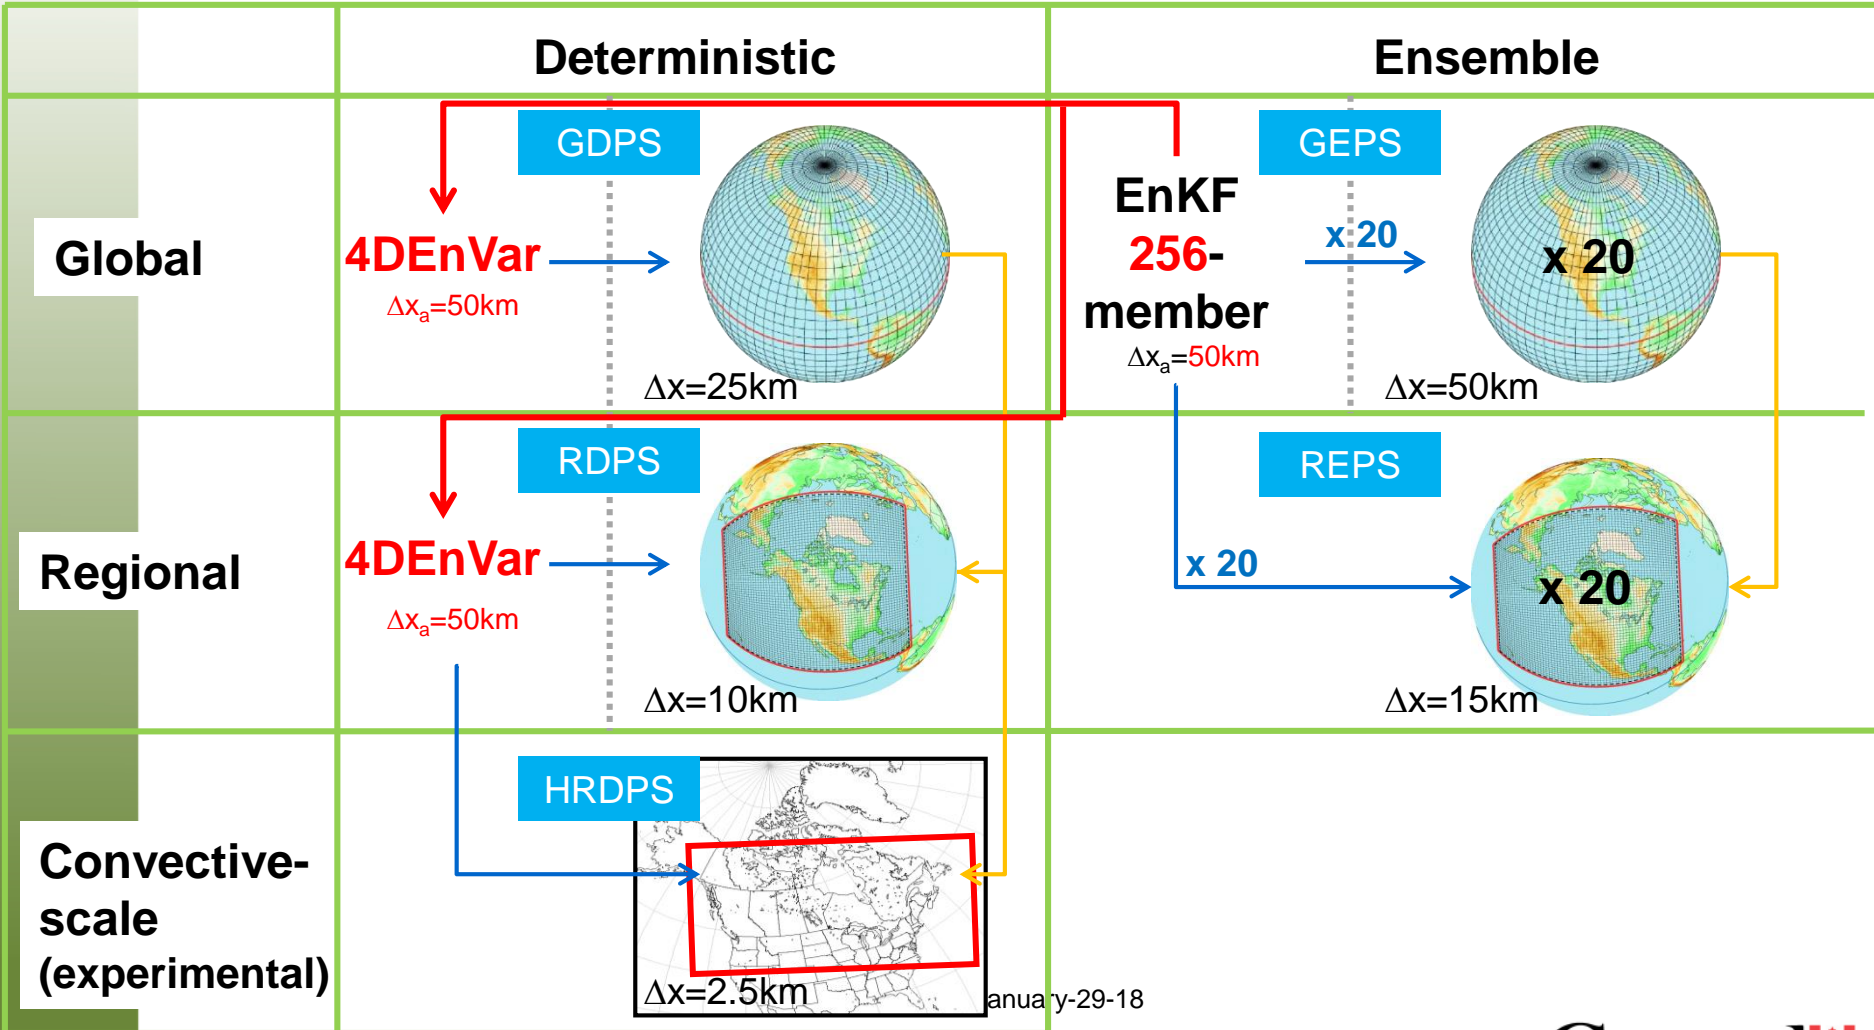 Deterministic
Ensemble
Global
GDPS
4DEnVar
Δxa=50km
Δx=25km
EnKF
256-
member
Δxa=50km
GEPS
x 20
x 20
Δx=50km
Regional
RDPS
4DEnVar
Δxa=50km
Δx=10km
REPS
x 20
x 20
Δx=15km
Convective-
scale
(experimental)
HRDPS
Δx=2.5km
anuary-29-18